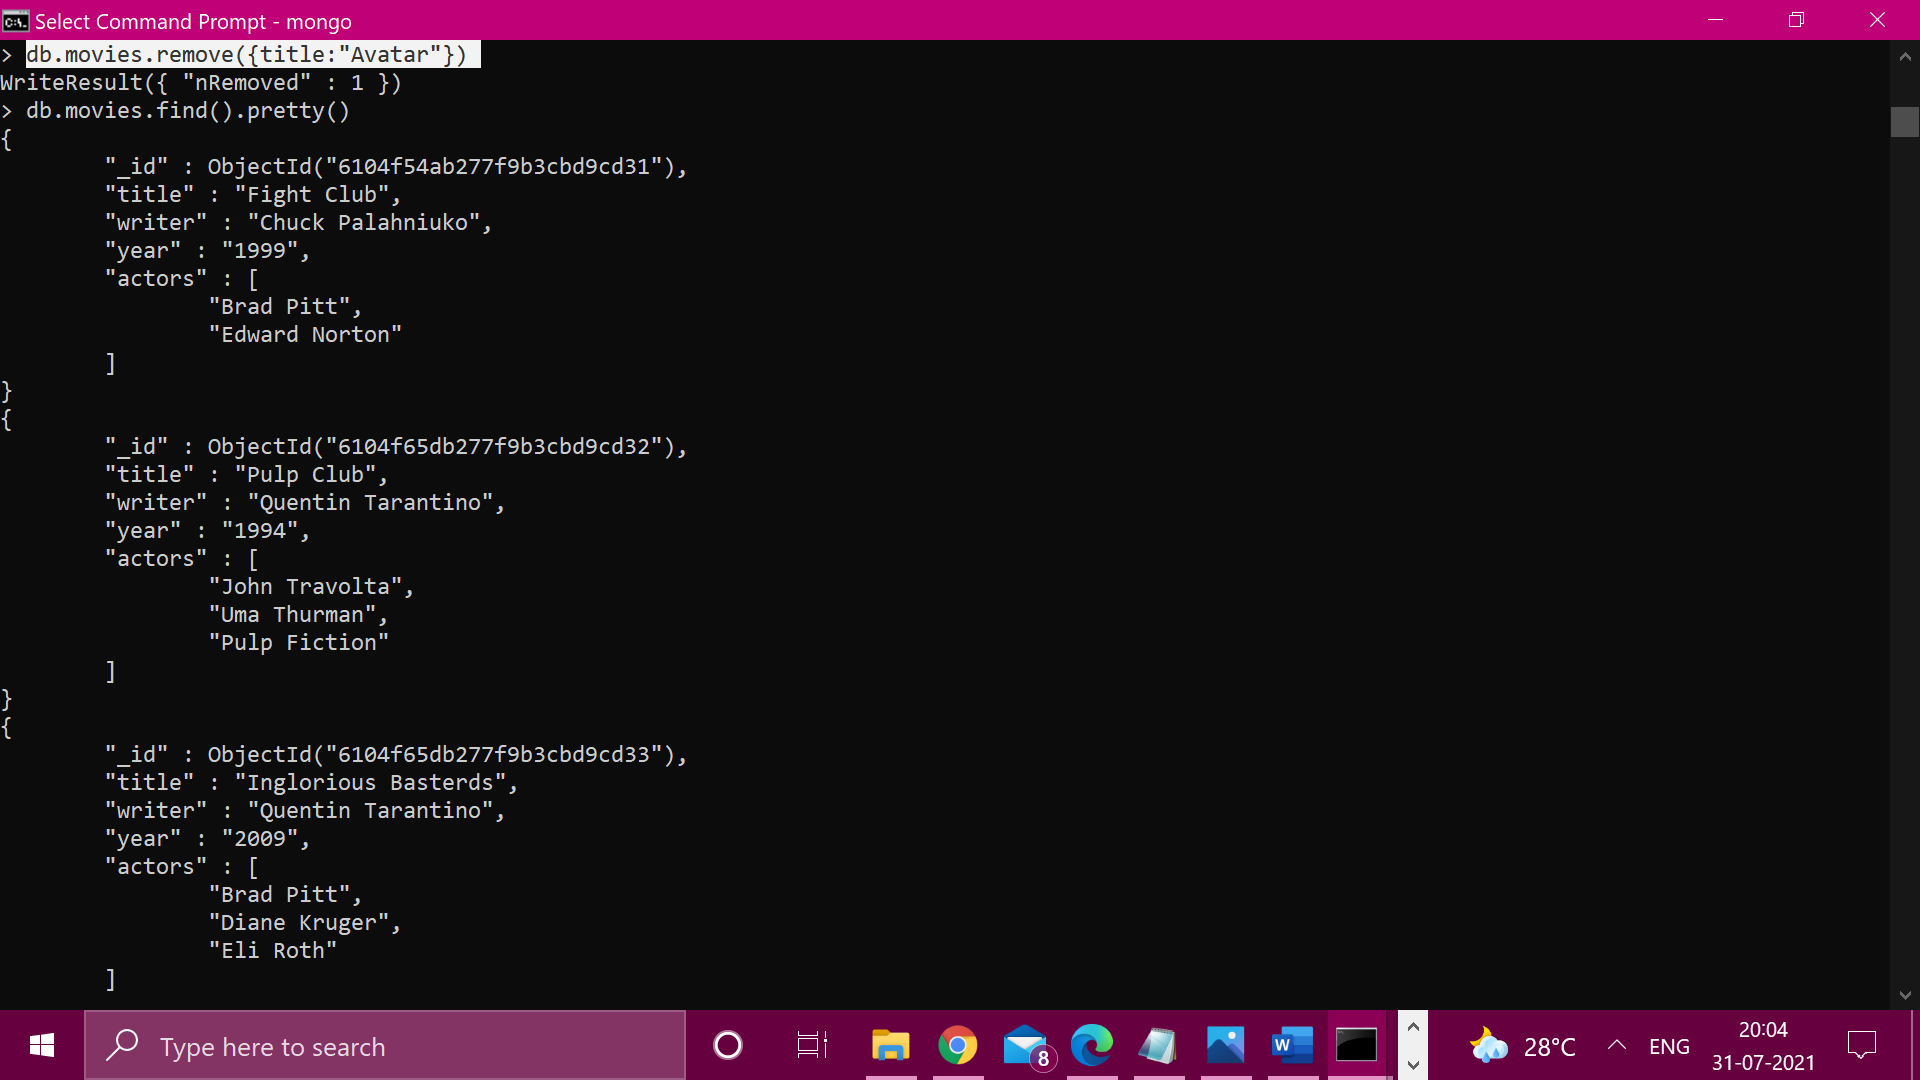 Select Command Prompt - mongo
> db.movies.remove({title:"Avatar"})
WriteResult({ "nRemoved" : 1 })
> db.movies.find().pretty()
{
"_id" : ObjectId("6104f54ab277f9b3cbd9cd31"),
"title" : "Fight Club",
"writer" : "Chuck Palahniuko",
"year" : "1999",
"actors" : [
"Brad Pitt",
"Edward Norton"
]
}
{
"_id" : ObjectId("6104f65db277f9b3cbd9cd32"),
"title" : "Pulp Club",
"writer" : "Quentin Tarantino",
"year" : "1994",
"actors" : [
"John Travolta",
"Uma Thurman",
"Pulp Fiction"
]
}
{
"_id" : ObjectId("6104f65db277f9b3cbd9cd33"),
"title" : "Inglorious Basterds",
"writer" : "Quentin Tarantino",
"year" : "2009",
"actors" : [
"Brad Pitt",
"Diane Kruger",
"Eli Roth"
]
Type here to search
8
28°C
ENG
20:04
31-07-2021